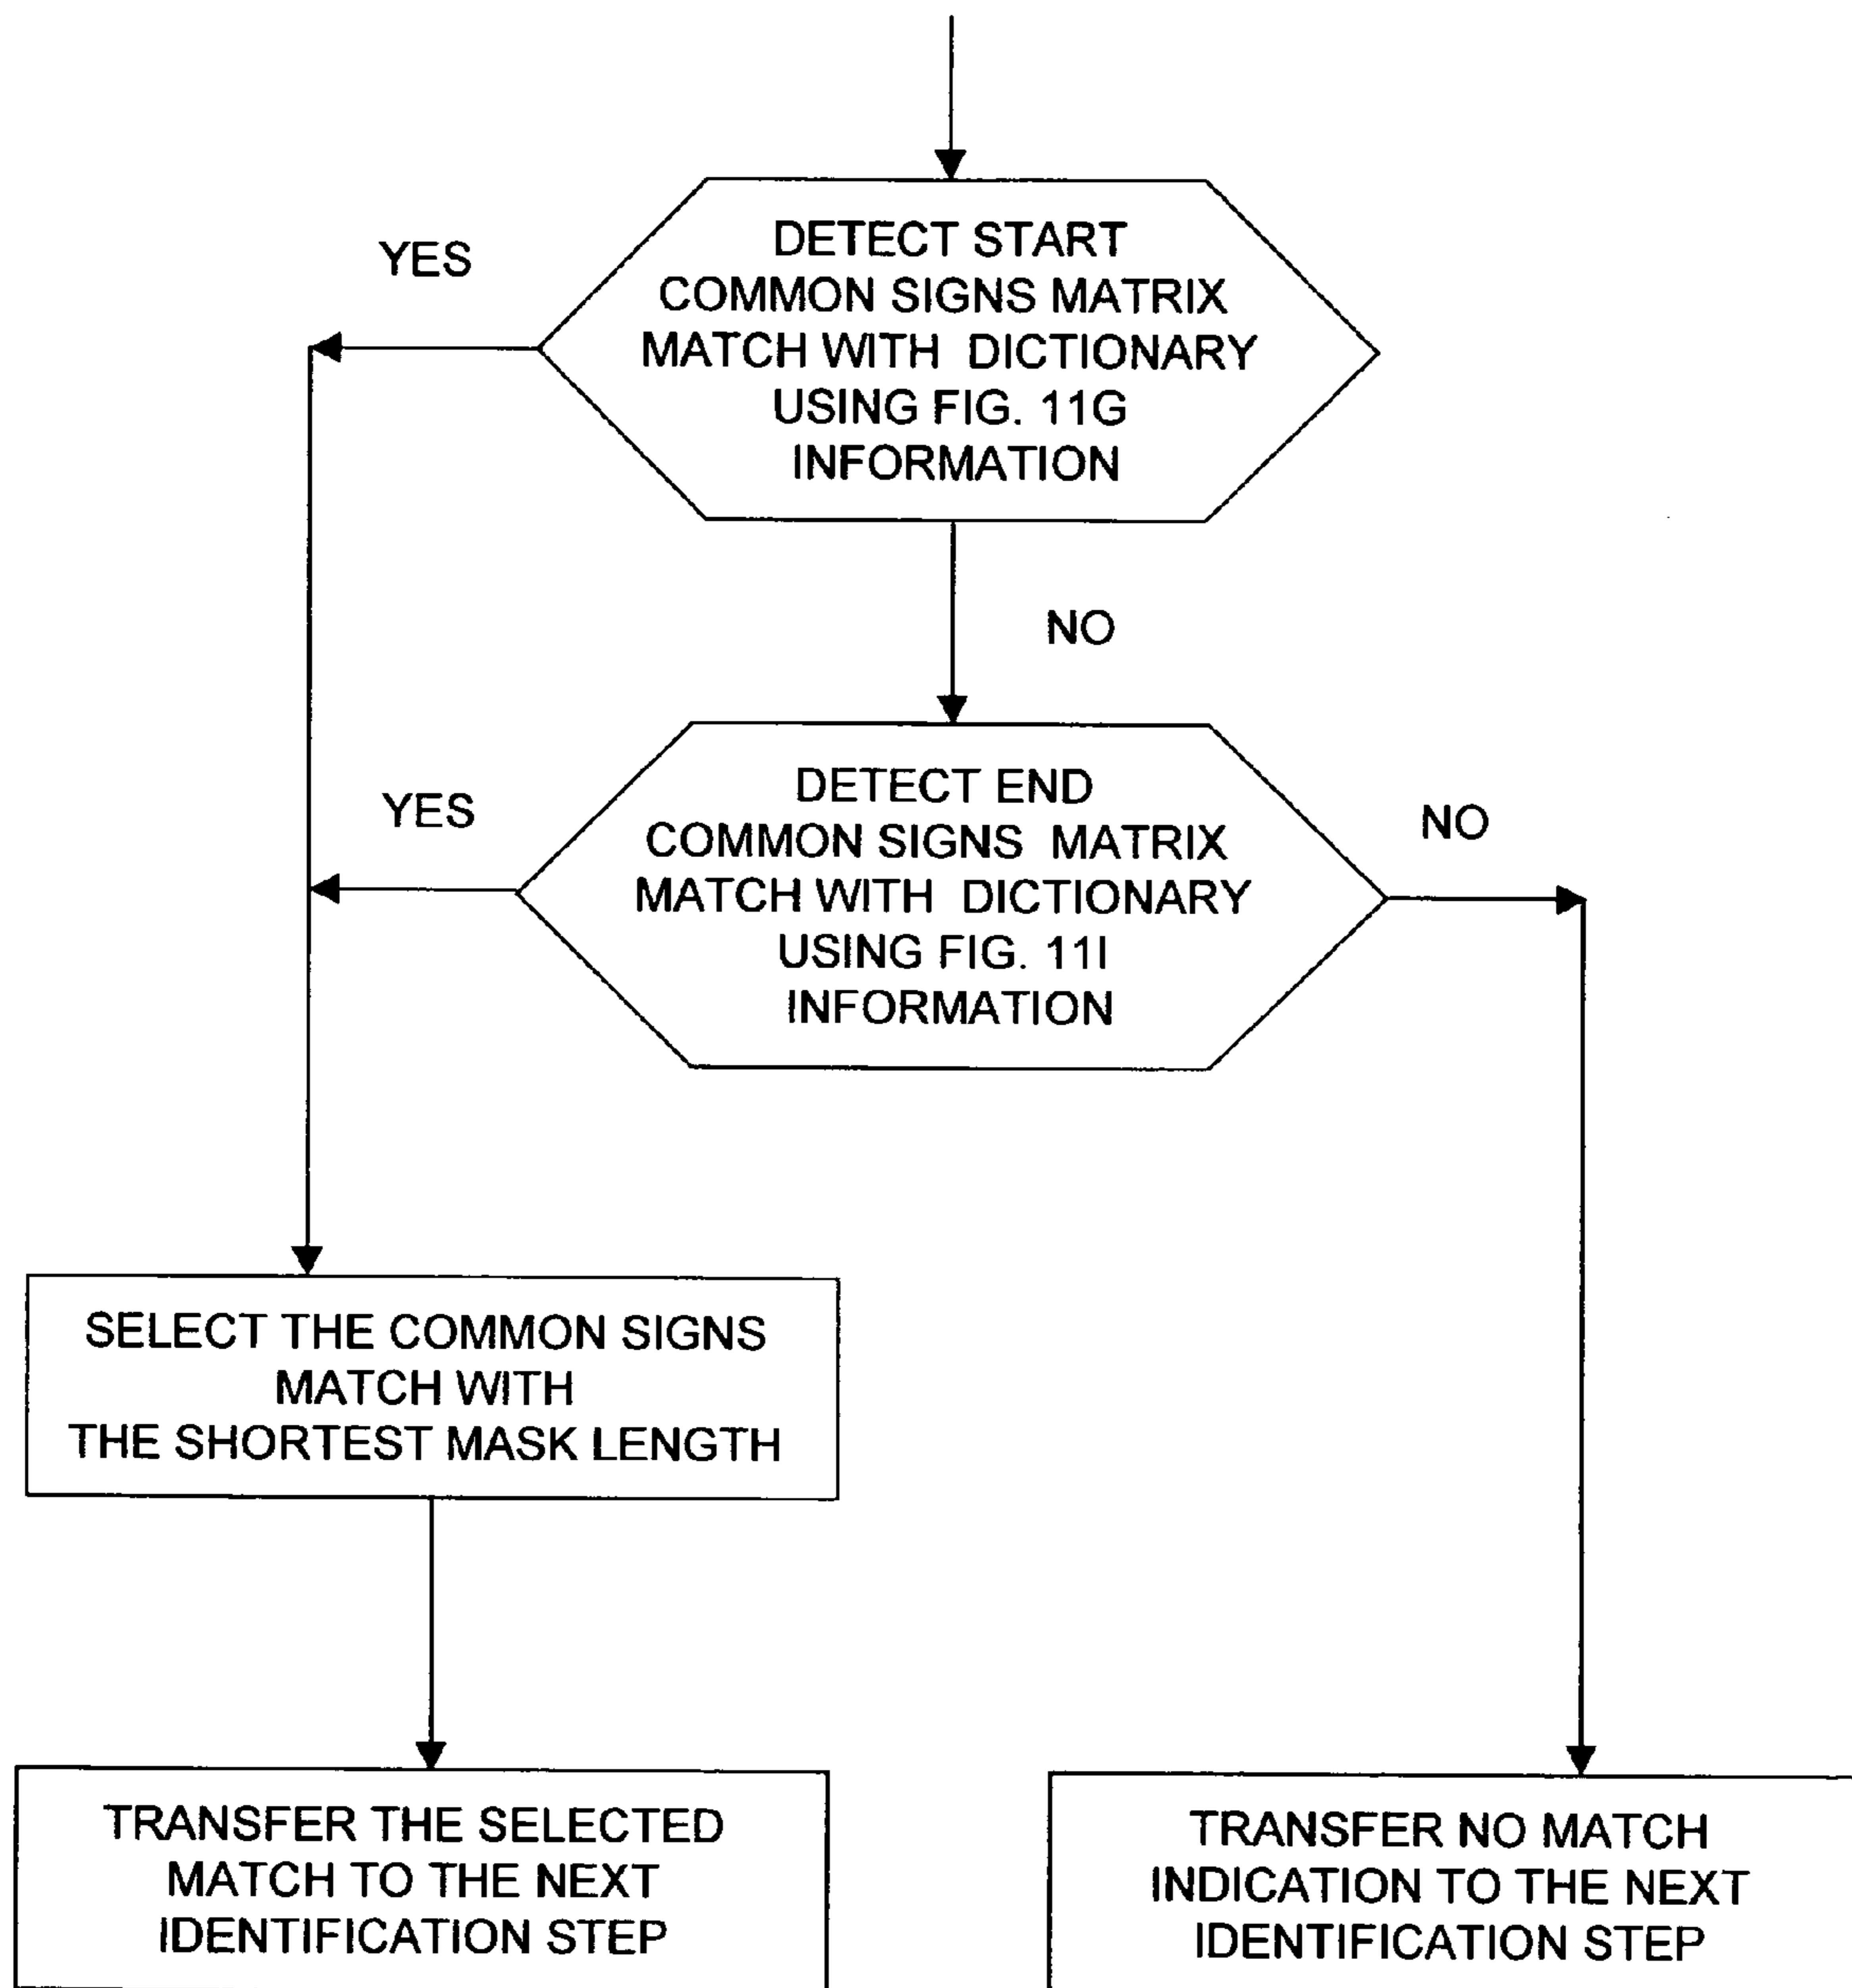 DETECT START
COMMON SIGNS MATRIX
MATCH WITH DICTIONARY
USING FIG. 11G
INFORMATION
YES
NO
DETECT END
COMMON SIGNS MATRIX
MATCH WITH DICTIONARY
USING FIG. 11I
INFORMATION
YES
NO
SELECT THE COMMON SIGNS
MATCH WITH
THE SHORTEST MASK LENGTH
TRANSFER THE SELECTED
MATCH TO THE NEXT
IDENTIFICATION STEP
TRANSFER NO MATCH
INDICATION TO THE NEXT
IDENTIFICATION STEP